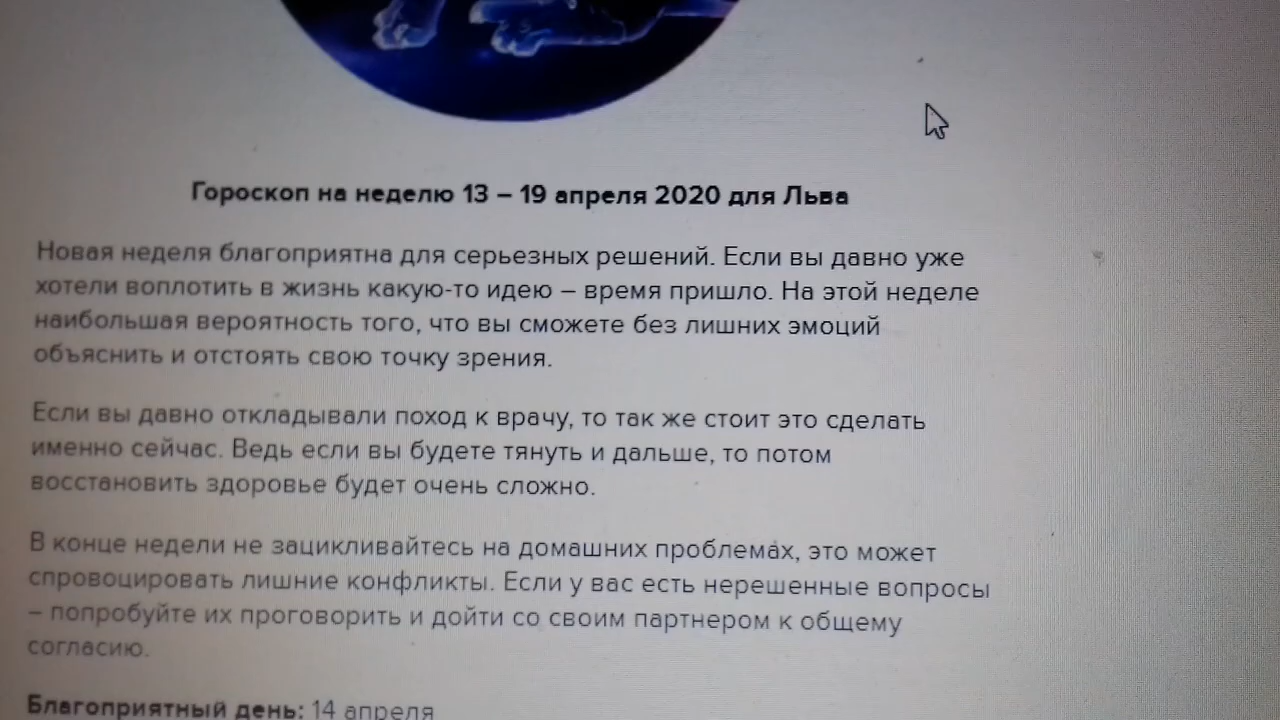 Гороскоп на неделю 13 – 19 апреля 2020 для Льва
Новая неделя благоприятна для серьезных решений. Если вы давно уже
хотели воплотить в жизнь какую-то идею – время пришло. На этой неделе
наибольшая вероятность того, что вы сможете без лишних эмоций
объяснить и отстоять свою точку зрения.
Если вы давно откладывали поход к врачу, то так же стоит это сделать
именно сейчас. Ведь если вы будете тянуть и дальше, то потом
восстановить здоровье будет очень сложно.
В конце недели не зацикливайтесь на домашних проблемах, это может
спровоцировать лишние конфликты. Если у вас есть нерешенные вопросы
– попробуйте их проговорить и дойти со своим партнером к общему
согласию.
Благоприятный день: 14 апреля